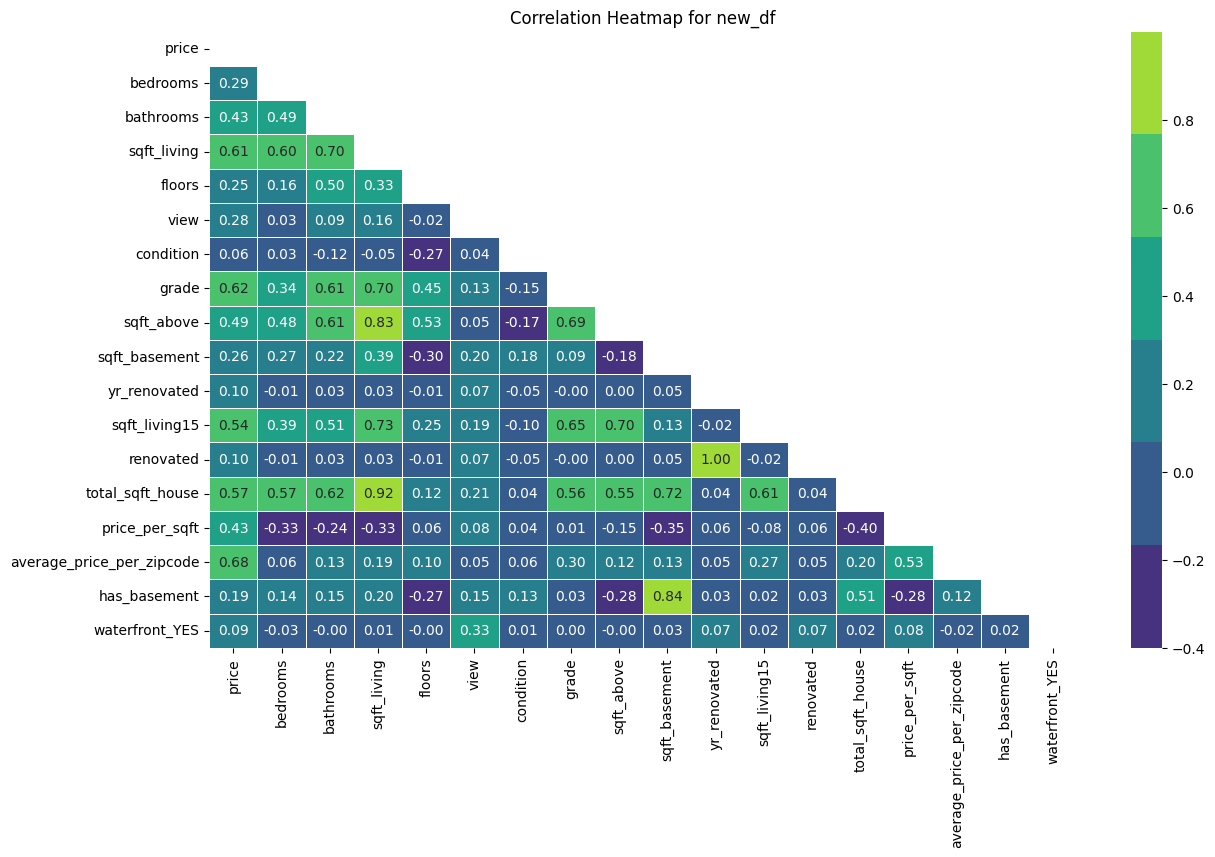 Correlation Heatmap for new_df
price
bedrooms 0.29
bathrooms 0.43 0.49
sqft_living 0.61 0.60 0.70
floors 0.25 0.16 0.50 0.33
view 0.28 0.03 0.09 0.16 -0.02
condition 0.06 0.03 -0.12 -0.05 -0.27 0.04
grade 0.62 0.34 0.61 0.70 0.45 0.13 -0.15
sqft_above 0.49 0.48 0.61 0.83 0.53 0.05 -0.17 0.69
sqft_basement 0.26 0.27 0.22 0.39 -0.30 0.20 0.18 0.09 -0.18
yr_renovated 0.10 -0.01 0.03 0.03 -0.01 0.07 -0.05 -0.00 0.00 0.05
sqft_living15 0.54 0.39 0.51 0.73 0.25 0.19 -0.10 0.65 0.70 0.13 -0.02
renovated 0.10 -0.01 0.03 0.03 -0.01 0.07 -0.05 -0.00 0.00 0.05 1.00 -0.02
total_sqft_house 0.57 0.57 0.62 0.92 0.12 0.21 0.04 0.56 0.55 0.72 0.04 0.61 0.04
price_per_sqft 0.43 -0.33 -0.24 -0.33 0.06 0.08 0.04 0.01 -0.15 -0.35 0.06 -0.08 0.06 -0.40
average_price_per_zipcode 0.68 0.06 0.13 0.19 0.10 0.05 0.06 0.30 0.12 0.13 0.05 0.27 0.05 0.20 0.53
has_basement 0.19 0.14 0.15 0.20 -0.27 0.15 0.13 0.03 -0.28 0.84 0.03 0.02 0.03 0.51 -0.28 0.12
waterfront_YES 0.09 -0.03 -0.00 0.01 -0.00 0.33 0.01 0.00 -0.00 0.03 0.07 0.02 0.07 0.02 0.08 -0.02 0.02
price
bedrooms
bathrooms
sqft_living
floors
view
condition
grade
sqft_above
sqft_basement
yr_renovated
sqft_living15
renovated
total_sqft_house
price_per_sqft
average_price_per_zipcode
has_basement
waterfront_YES
0.8
0.6
0.4
0.2
0.0
−0.2
−0.4